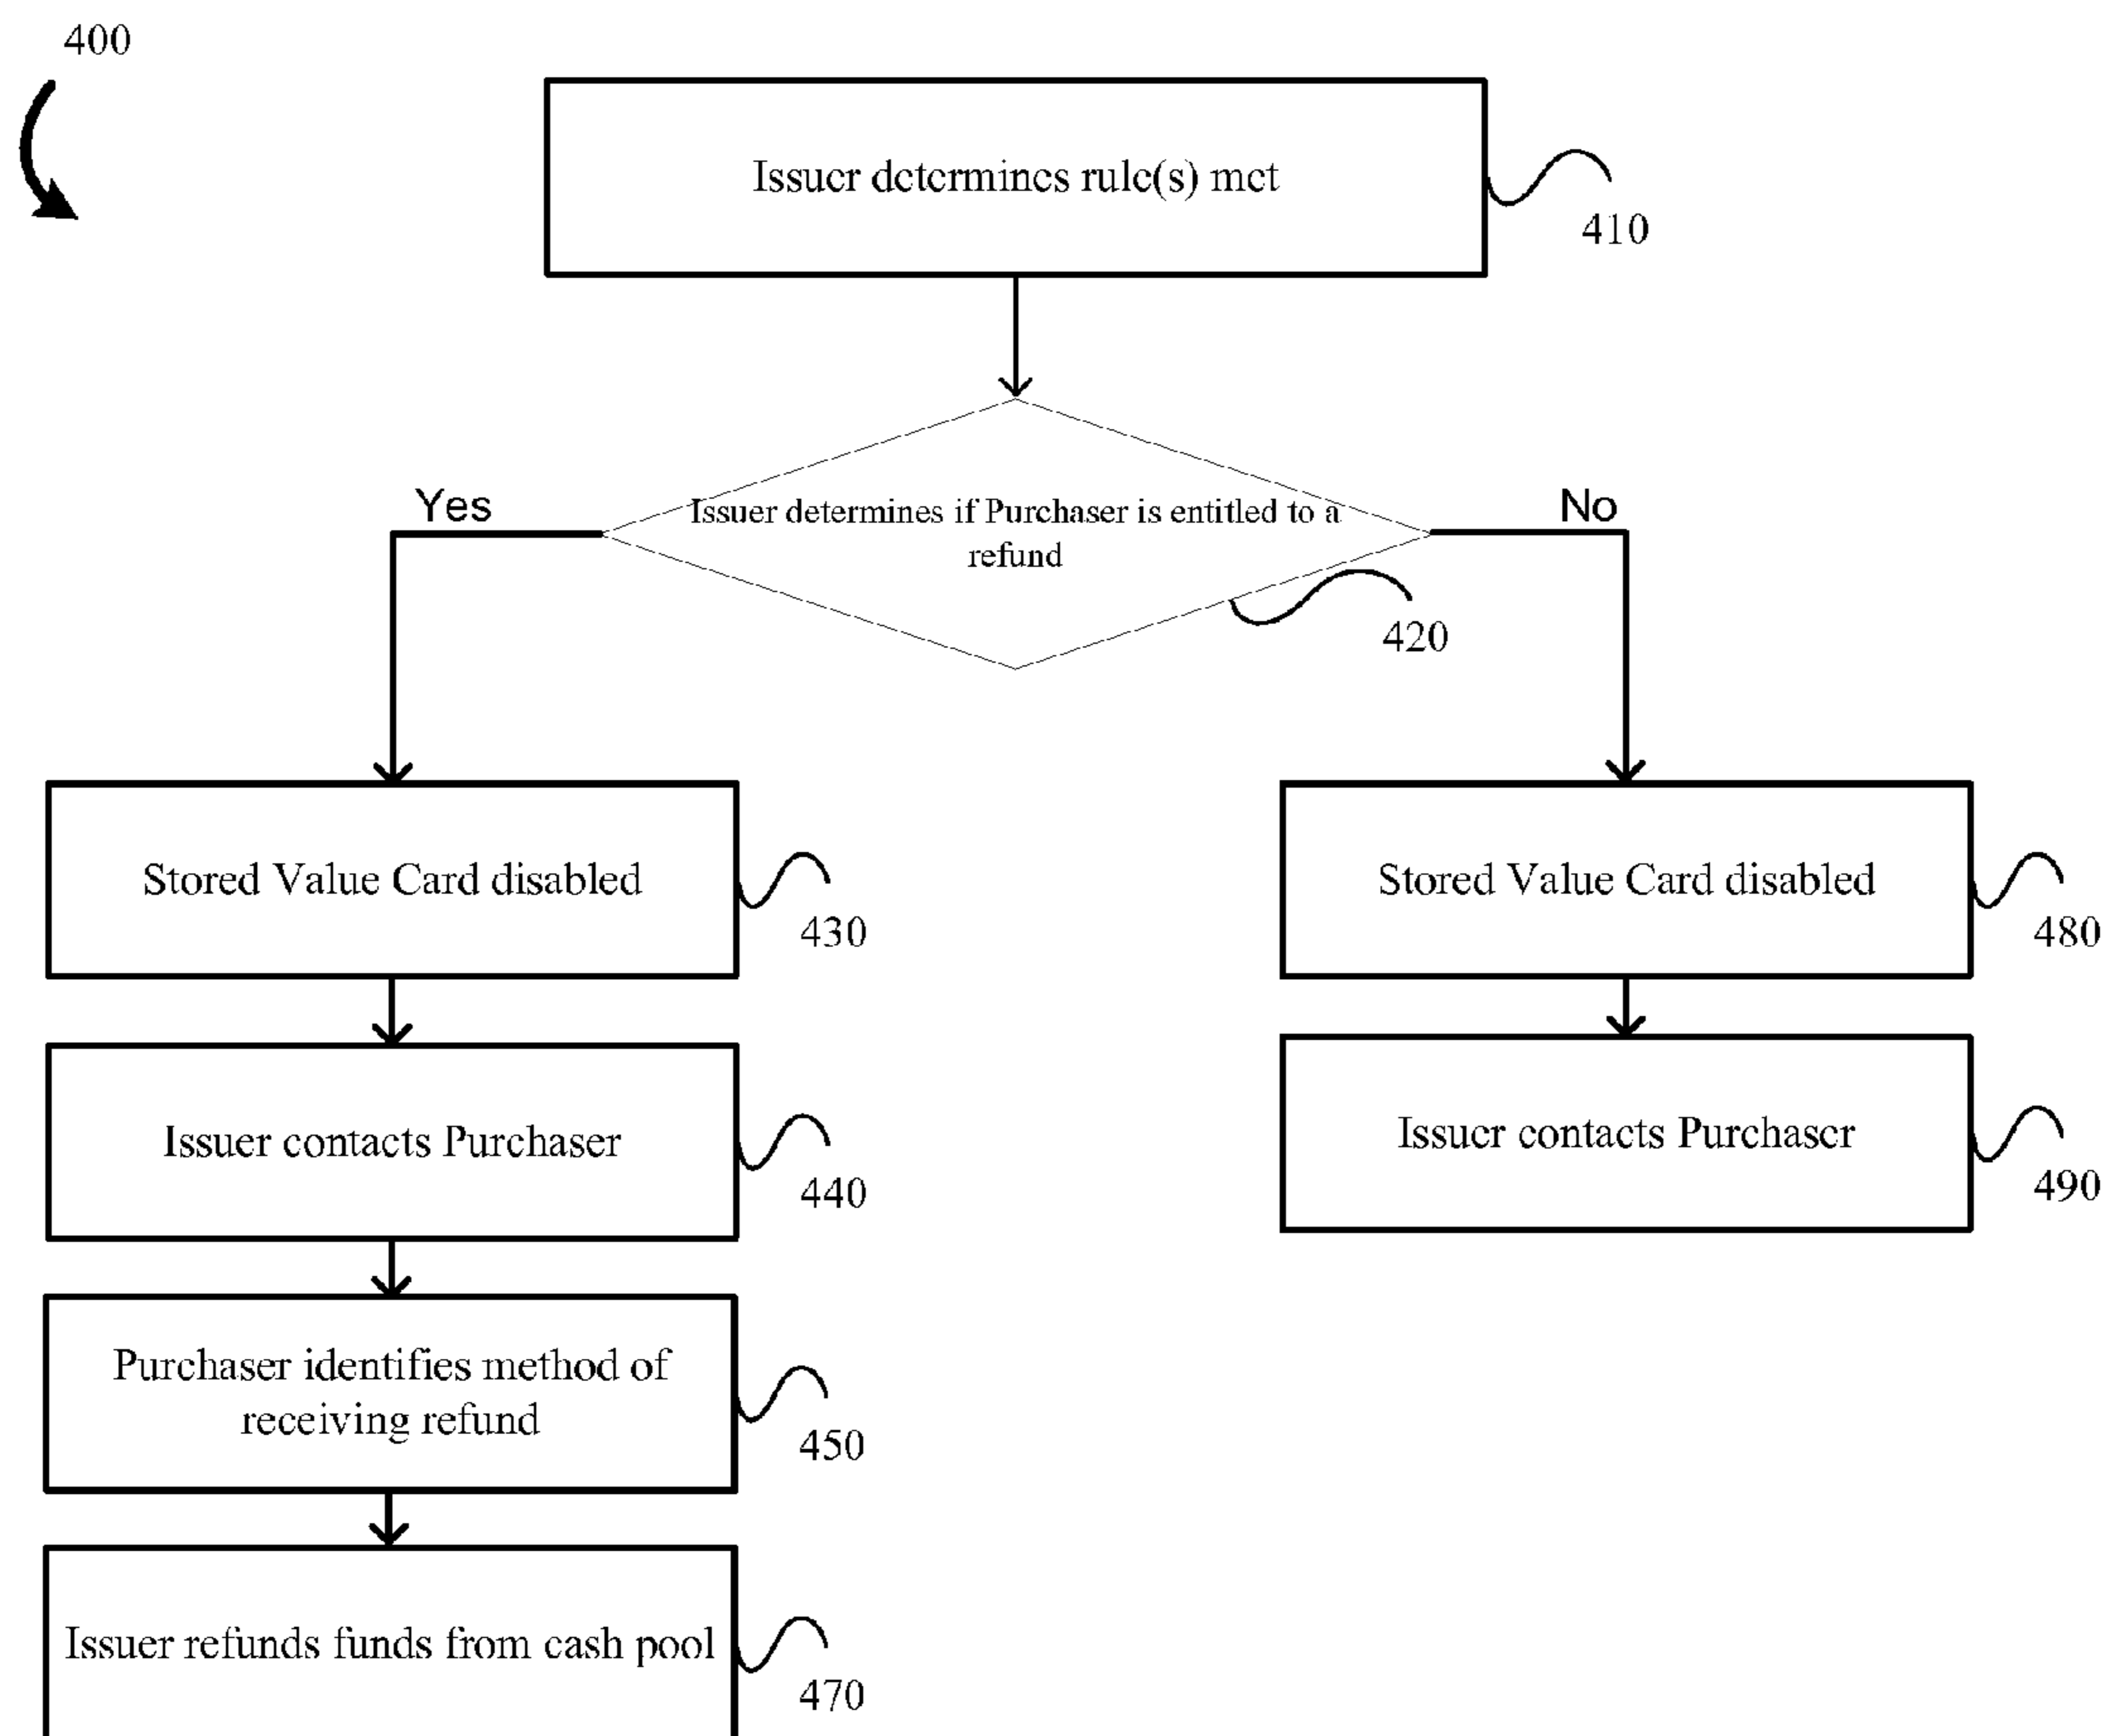 400
Issuer determines rule(s) met
410
Yes
No
Issuer determines if Purchaser is entitled to a
refund
420
Stored Value Card disabled
430
Stored Value Card disabled
480
Issuer contacts Purchaser
440
Issuer contacts Purchaser
490
Purchaser identifies method of
receiving refund
450
Issuer refunds funds from cash pool
470